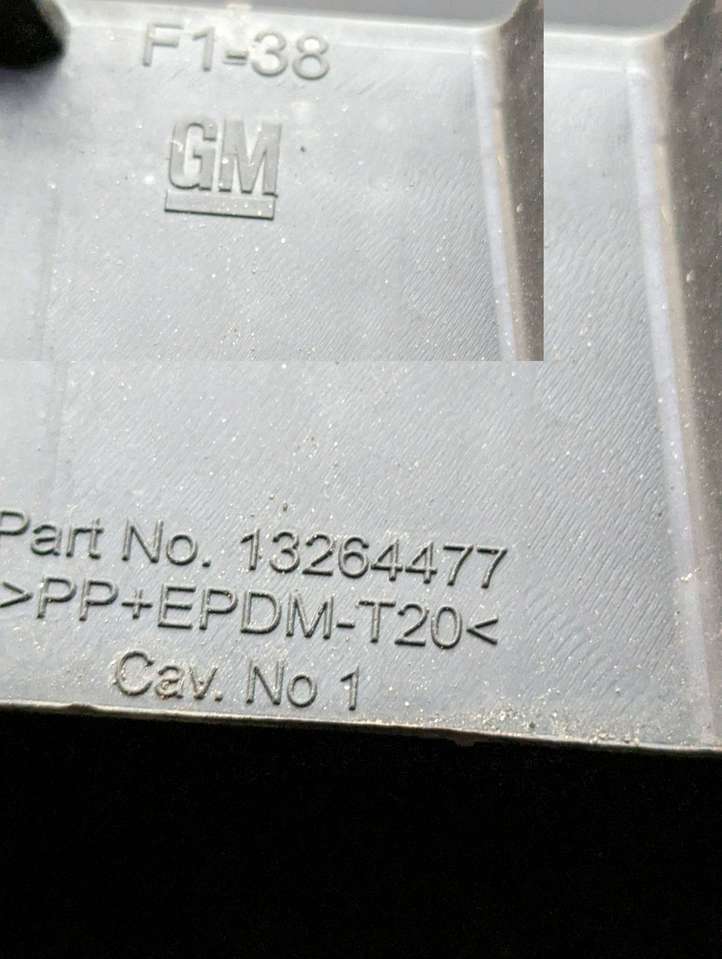 F1-38
GM
Part No. 13264477
>PP+EPDM-T20<
Cav. No 1